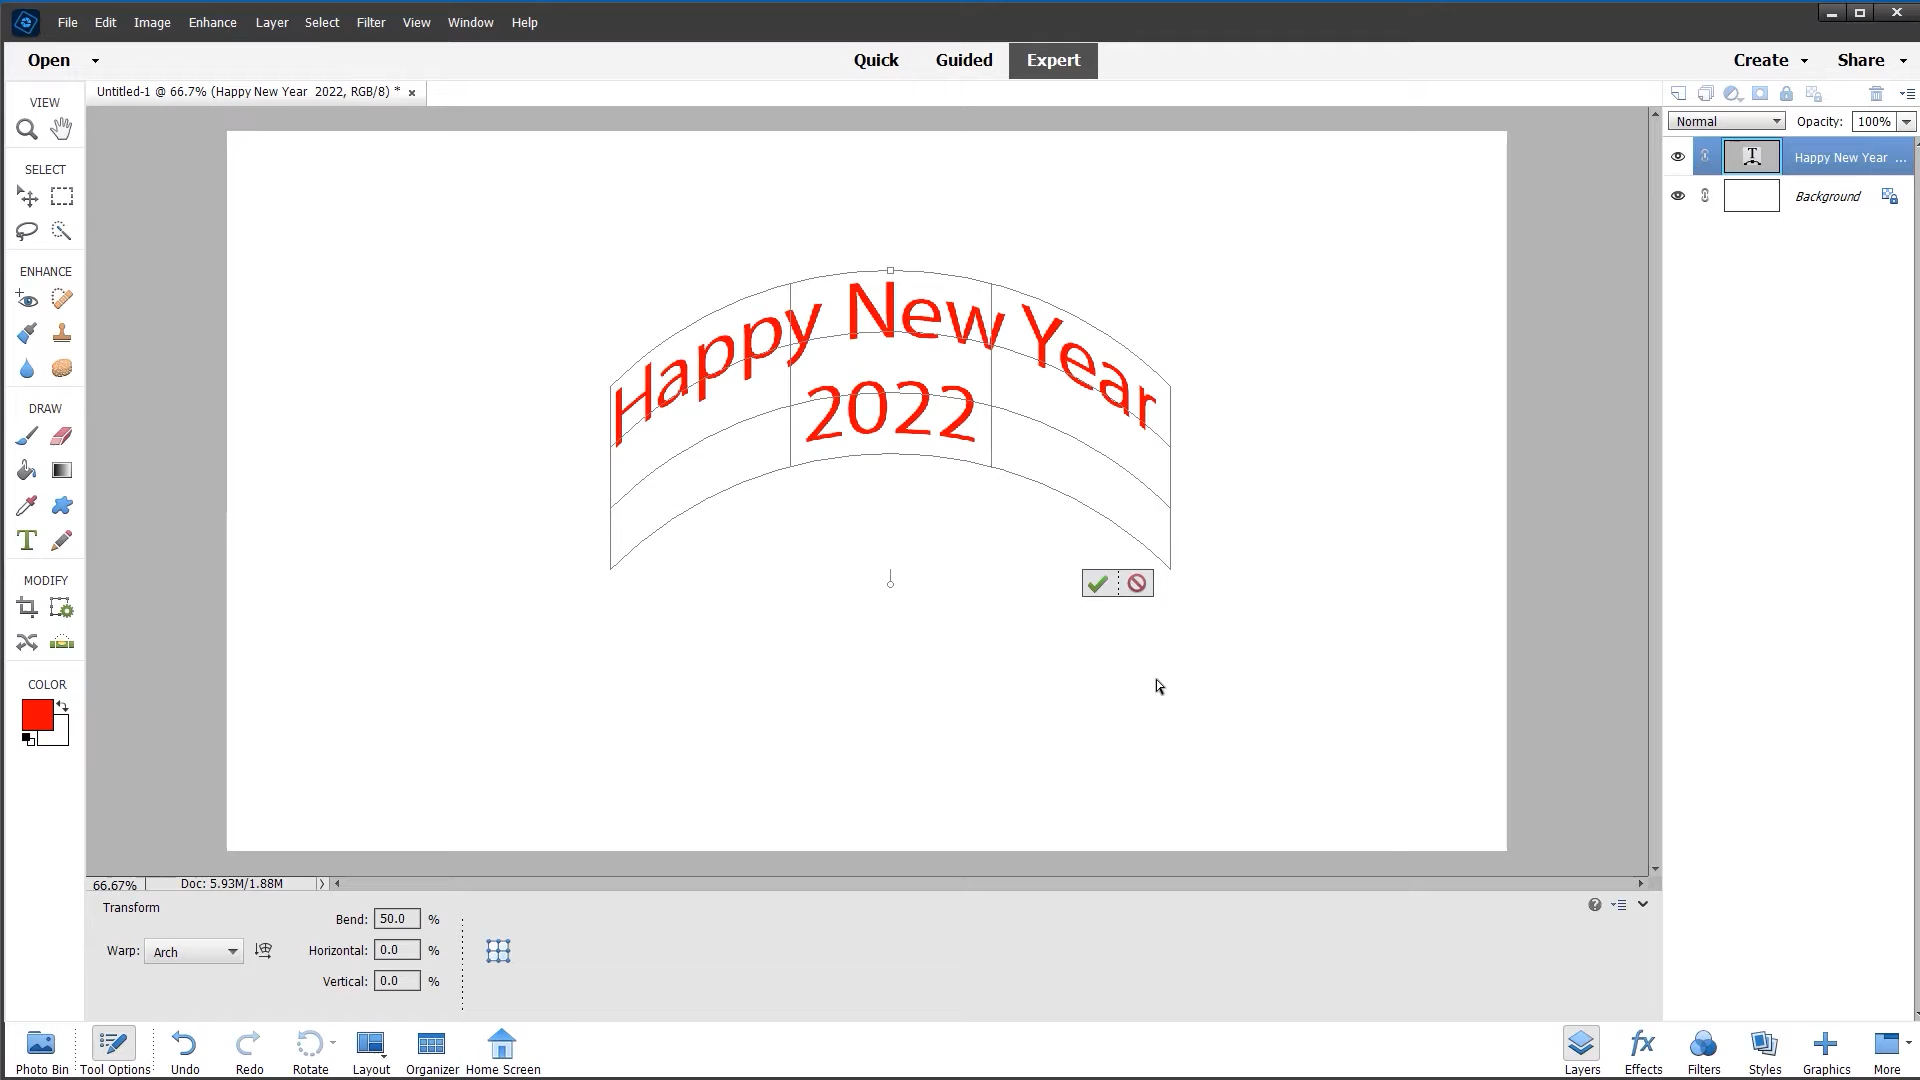 File Edit Image Enhance Layer Select Filter View Window Help
Open Quick Guided Expert Create Share
VIEW
Untitled-1 @ 66.7% (Happy New Year  2022, RGB/8) *
Normal Opacity: 100%
SELECT
Happy New Year ...
Background
ENHANCE
Happy New Year
2022
DRAW
T
MODIFY
COLOR
66.67% Doc: 5.93M/1.88M
Transform
Bend: 50.0 %
Warp: Arch
Horizontal: 0.0 %
Vertical: 0.0 %
Photo Bin Tool Options Undo Redo Rotate Layout Organizer Home Screen
fx
Layers Effects Filters Styles Graphics More